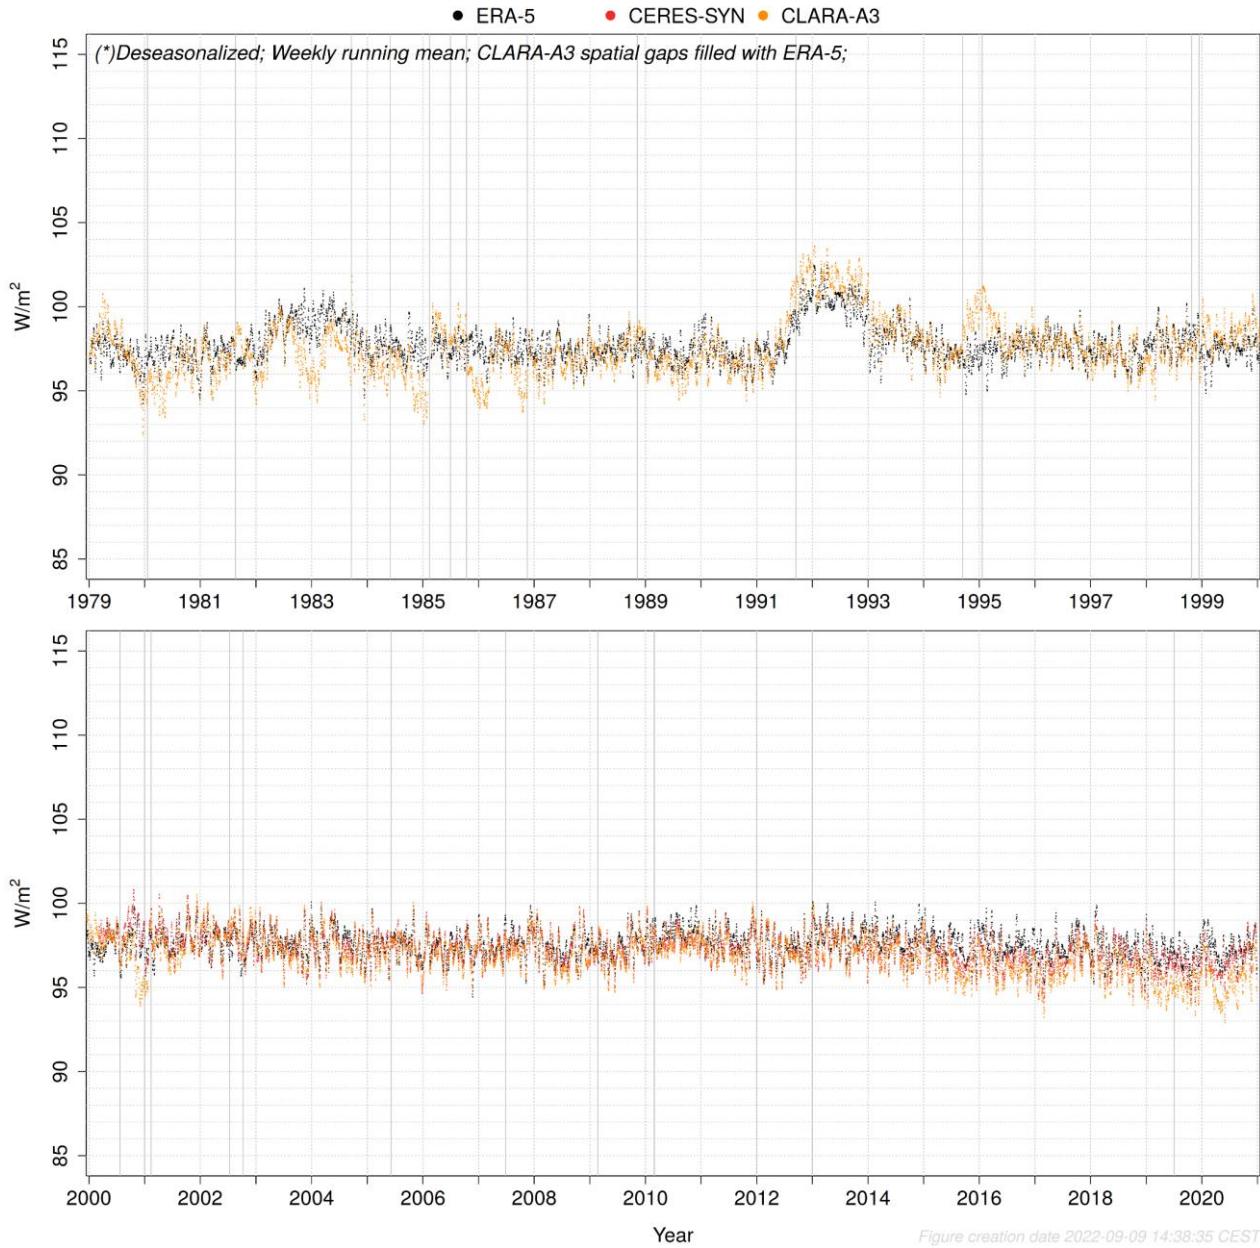 ERA-5 CERES-SYN CLARA-A3
(*)Deseasonalized; Weekly running mean; CLARA-A3 spatial gaps filled with ERA-5;
115
110
105
100
95
90
85
W/m²
1979 1981 1983 1985 1987 1989 1991 1993 1995 1997 1999
115
110
105
100
95
90
85
W/m²
2000 2002 2004 2006 2008 2010 2012 2014 2016 2018 2020
Year
Figure creation date 2022-09-09 14:38:35 CEST